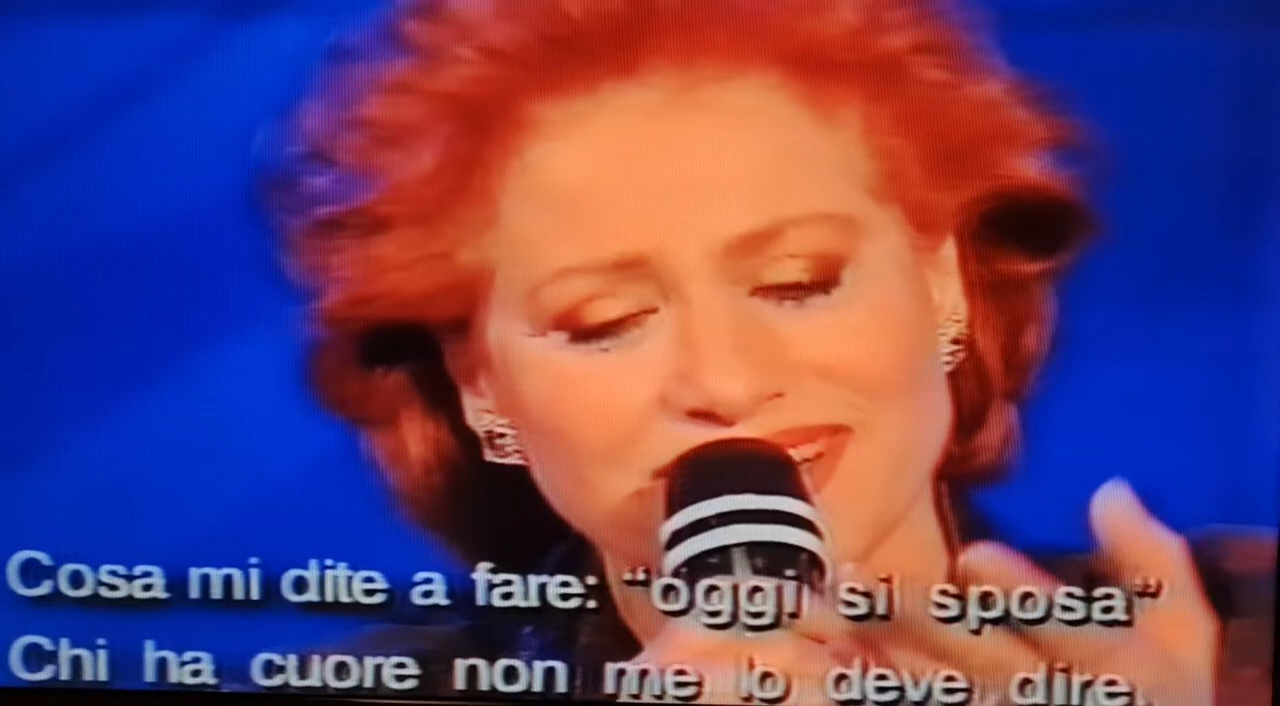 Cosa mi dite a fare: “oggi si sposa”
Chi ha cuore non me lo deve dire.